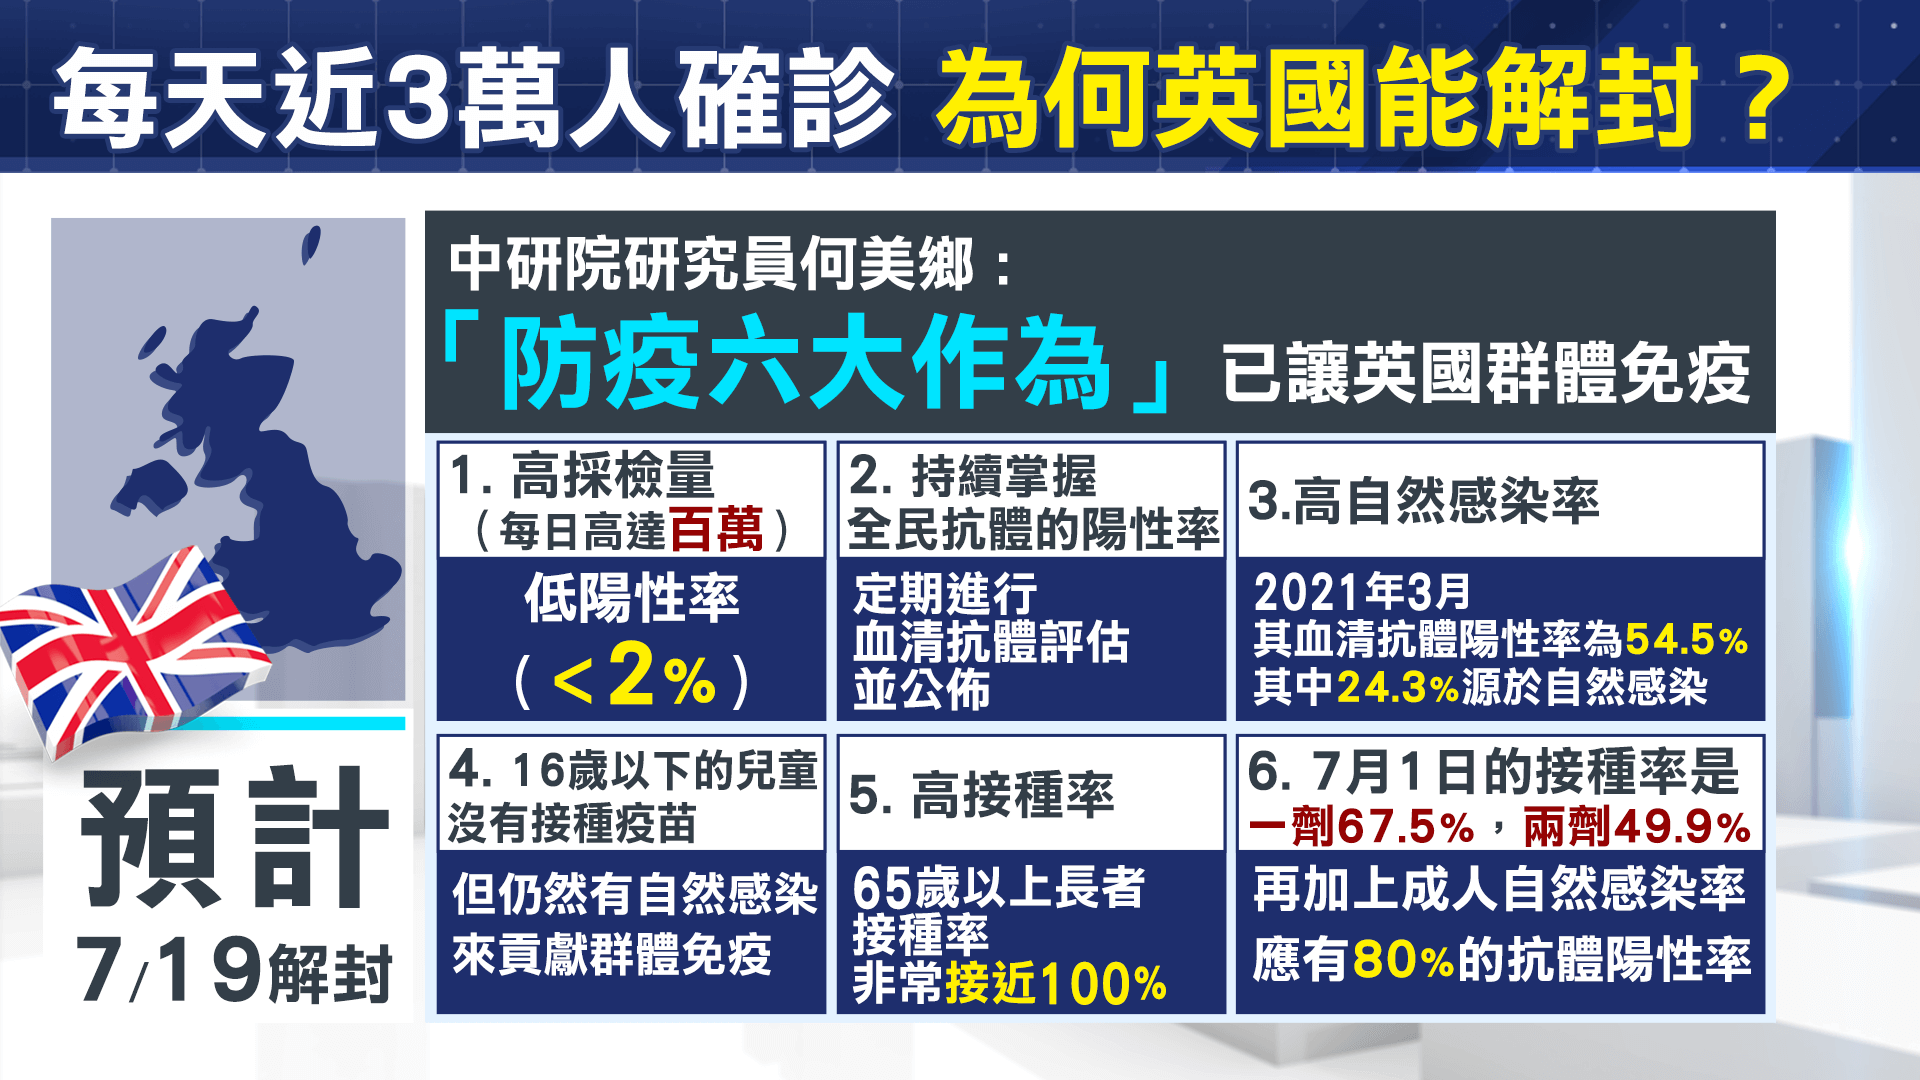 每天近3萬人確診 為何英國能解封？
中研院研究員何美鄉：
「防疫六大作為」已讓英國群體免疫
1. 高採檢量
（每日高達百萬）
低陽性率
（<2%）
2. 持續掌握
全民抗體的陽性率
定期進行
血清抗體評估
並公佈
3.高自然感染率
2021年3月
其血清抗體陽性率為54.5%
其中24.3%源於自然感染
4. 16歲以下的兒童
沒有接種疫苗
但仍然有自然感染
來貢獻群體免疫
5. 高接種率
65歲以上長者
接種率
非常接近100%
6. 7月1日的接種率是
一劑67.5%，兩劑49.9%
再加上成人自然感染率
應有80%的抗體陽性率
預計
7/19解封